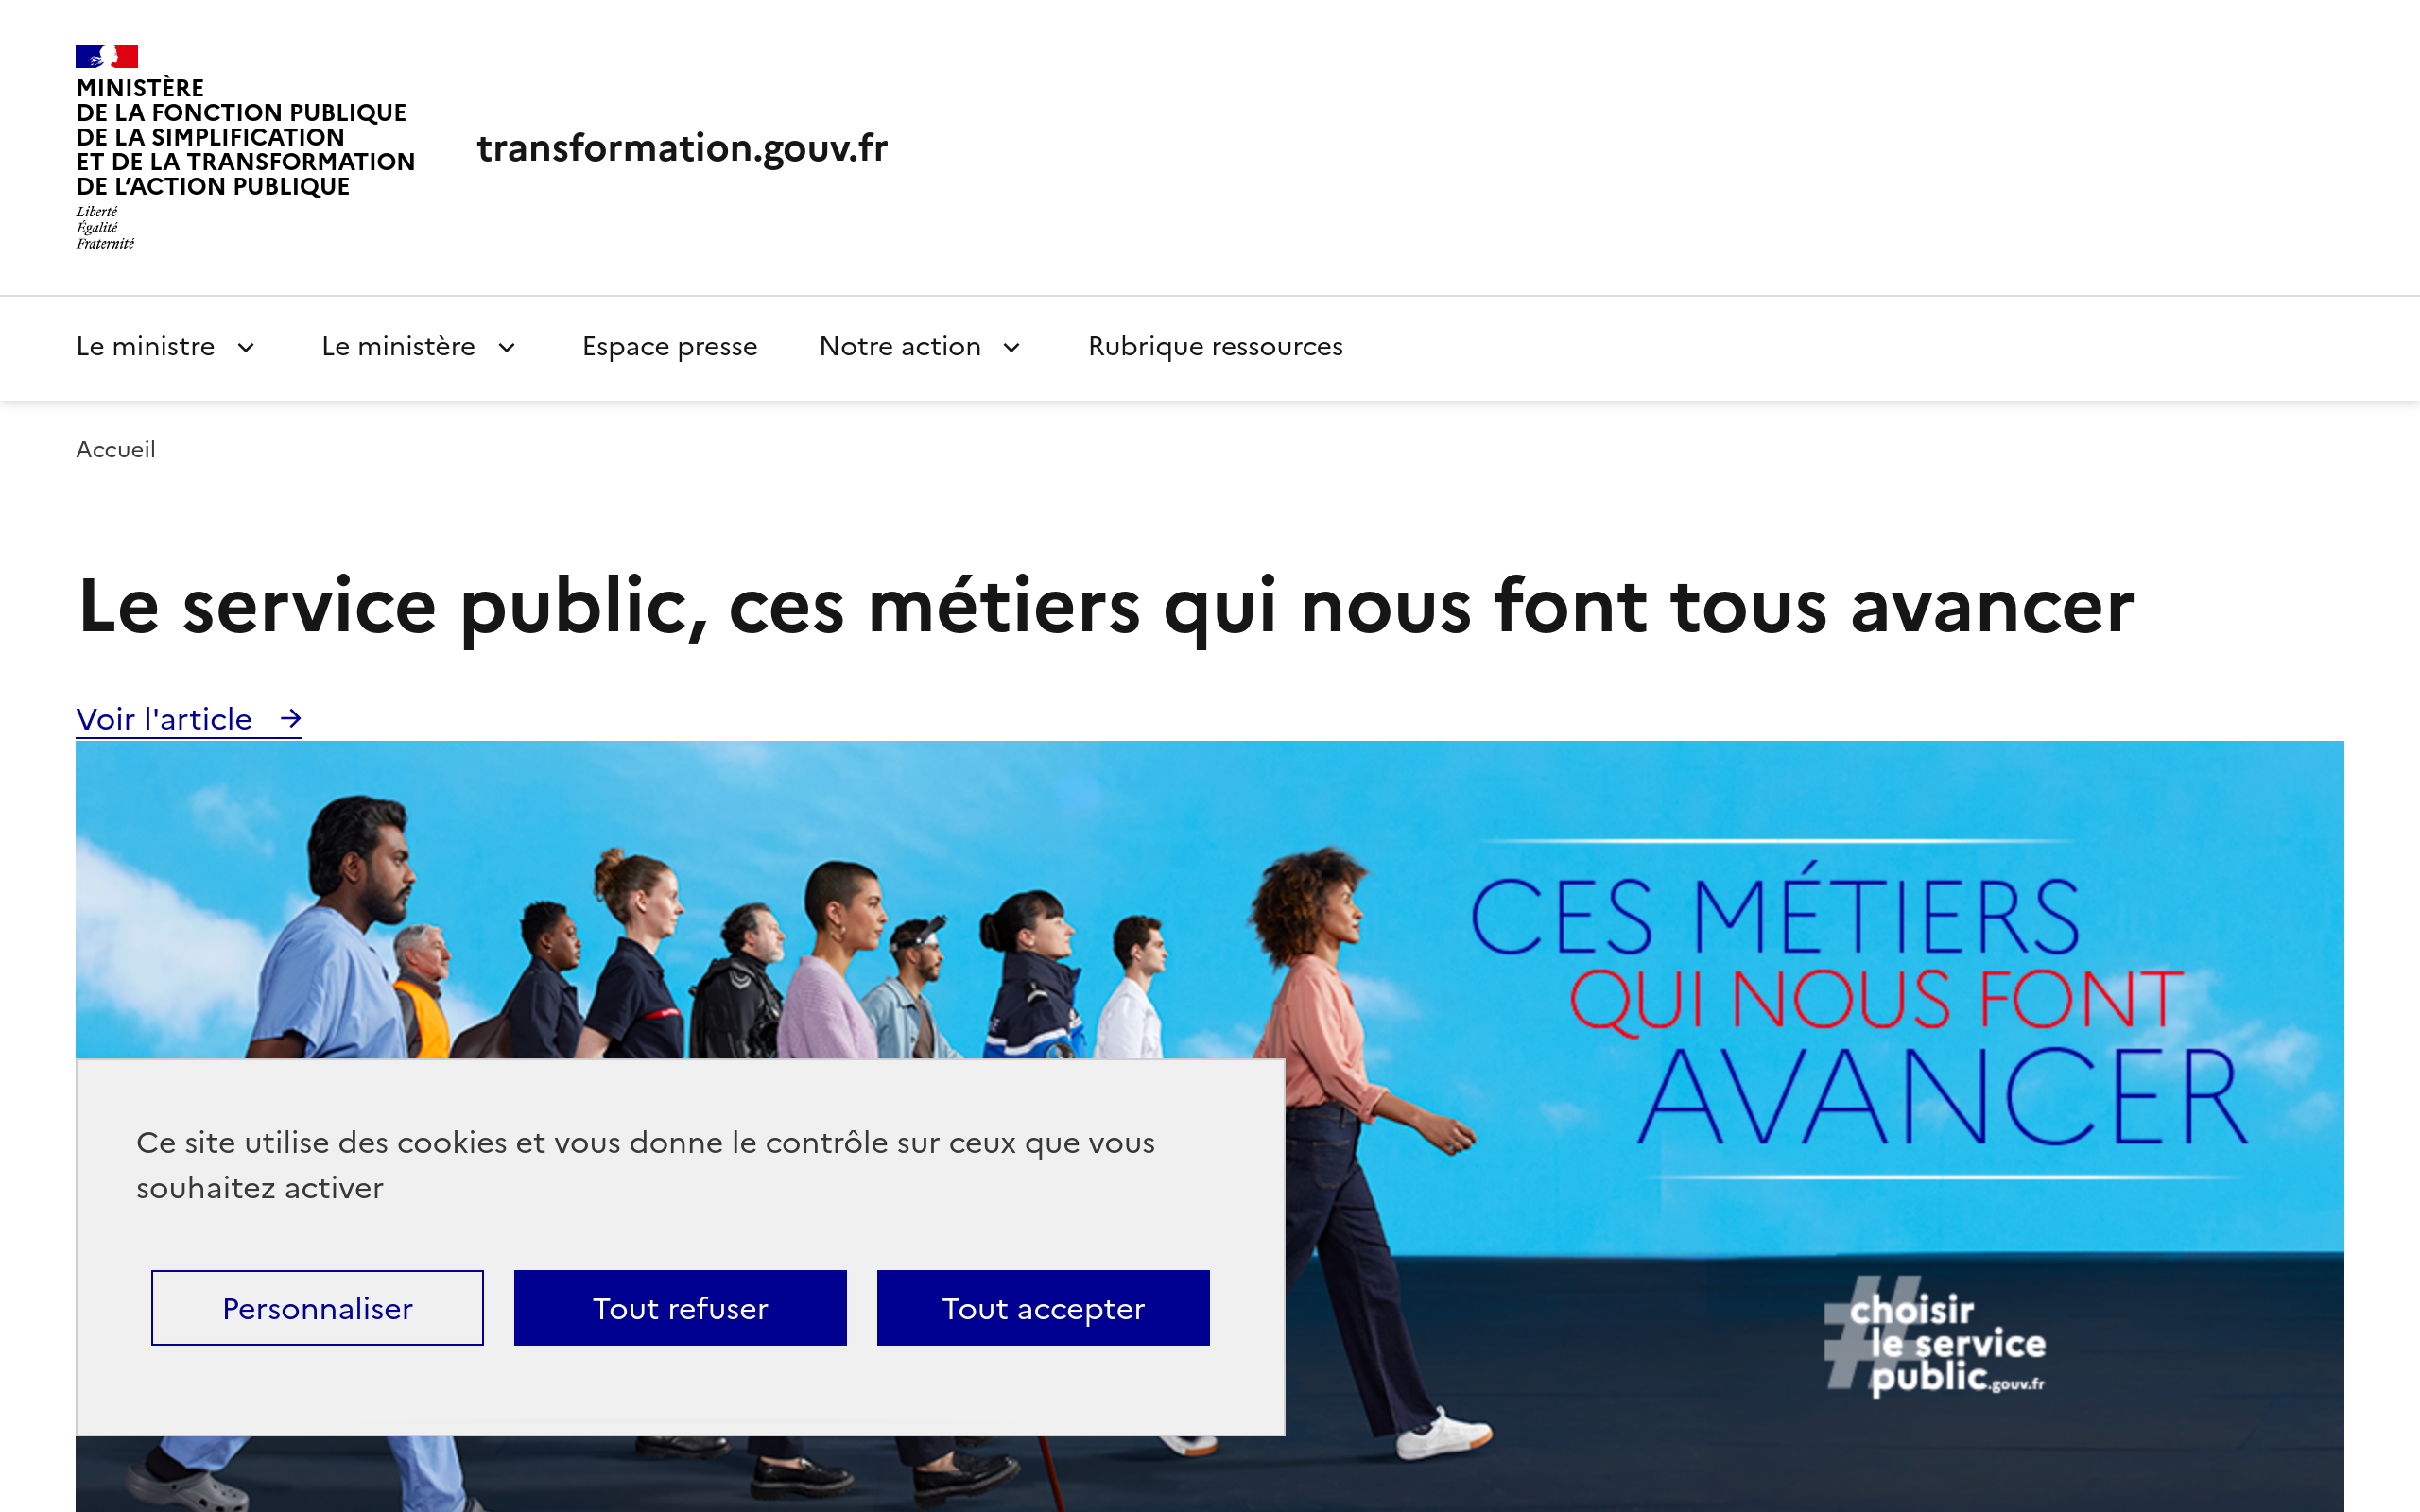 MINISTÈRE
DE LA FONCTION PUBLIQUE
DE LA SIMPLIFICATION
ET DE LA TRANSFORMATION
DE L’ACTION PUBLIQUE
Liberté
Égalité
Fraternité
transformation.gouv.fr
Le ministre
Le ministère
Espace presse
Notre action
Rubrique ressources
Accueil
Le service public, ces métiers qui nous font tous avancer
Voir l'article
CES MÉTIERS
QUI NOUS FONT
AVANCER
#choisir
le service
public.gouv.fr
Ce site utilise des cookies et vous donne le contrôle sur ceux que vous
souhaitez activer
Personnaliser
Tout refuser
Tout accepter